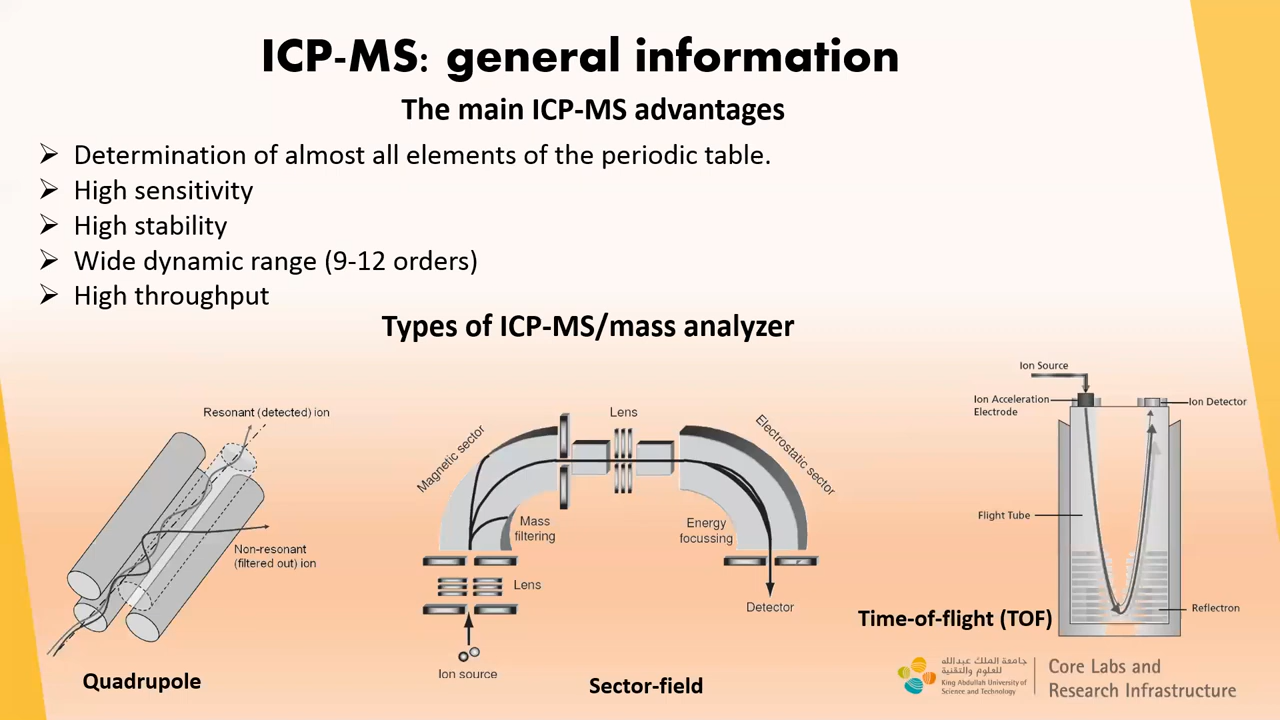 ICP-MS: general information
The main ICP-MS advantages
Determination of almost all elements of the periodic table.
High sensitivity
High stability
Wide dynamic range (9-12 orders)
High throughput
Types of ICP-MS/mass analyzer
Resonant (detected) ion
Non-resonant
(filtered out) ion
Quadrupole
Magnetic sector
Lens
Electrostatic sector
Mass
filtering
Energy
focussing
Lens
Detector
Ion source
Sector-field
Ion Source
Ion Acceleration
Electrode
Ion Detector
Flight Tube
Reflectron
Time-of-flight (TOF)
جامعة الملك عبدالله
للعلوم والتقنية
King Abdullah University of
Science and Technology
Core Labs and
Research Infrastructure